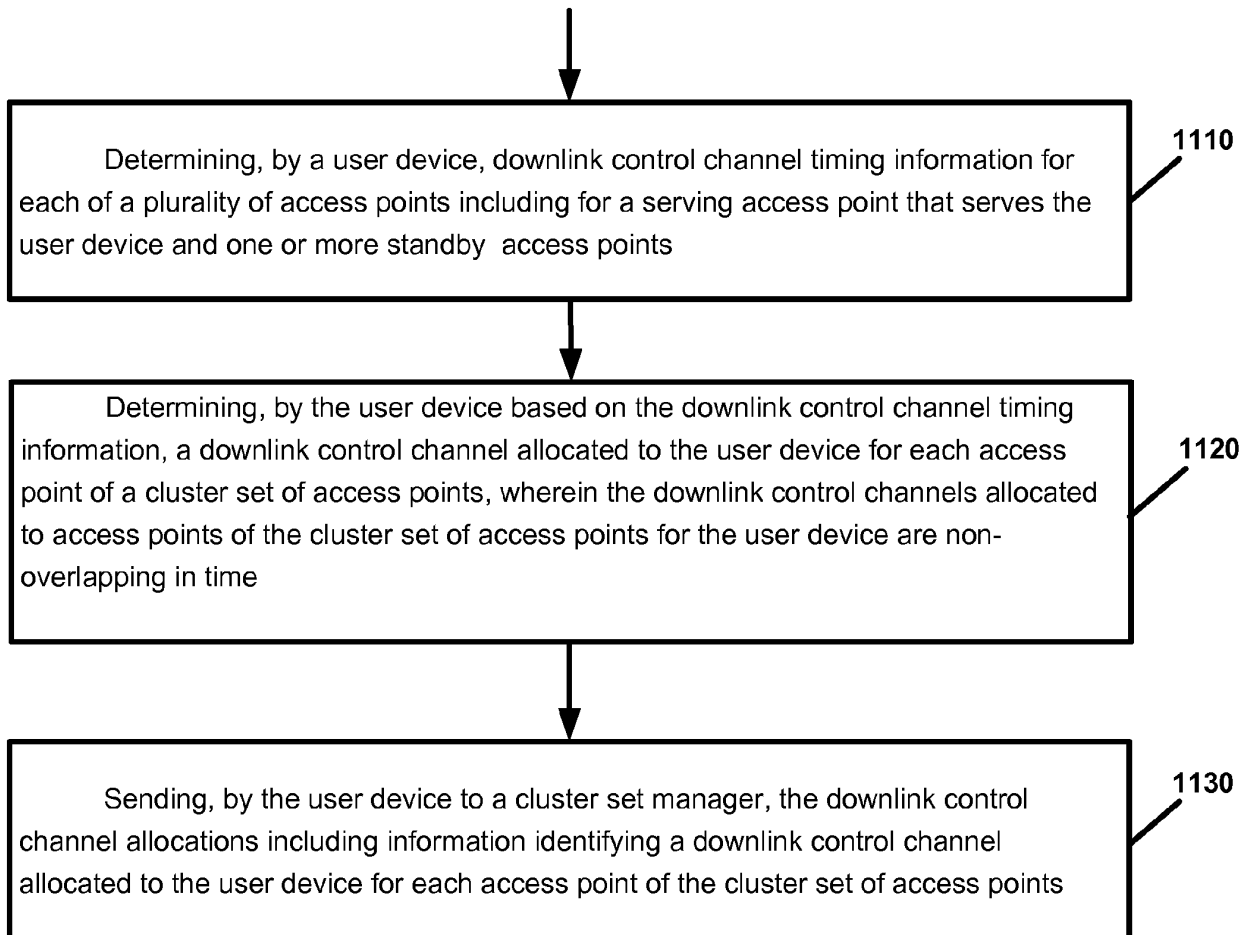 Determining, by a user device, downlink control channel timing information for
each of a plurality of access points including for a serving access point that serves the
user device and one or more standby access points
1110
Determining, by the user device based on the downlink control channel timing
information, a downlink control channel allocated to the user device for each access
point of a cluster set of access points, wherein the downlink control channels allocated
to access points of the cluster set of access points for the user device are non-
overlapping in time
1120
Sending, by the user device to a cluster set manager, the downlink control
channel allocations including information identifying a downlink control channel
allocated to the user device for each access point of the cluster set of access points
1130